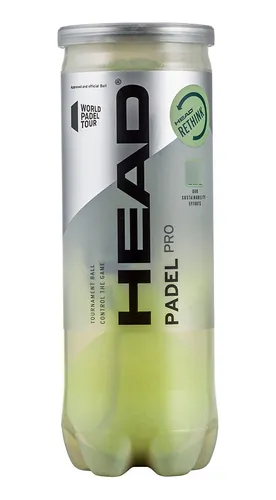 Approved and official Ball
WORLD
PADEL
TOUR
HEAD
RETHINK
OUR
SUSTAINABILITY
EFFORTS
HEAD®
PADEL PRO
TOURNAMENT BALL
CONTROL THE GAME